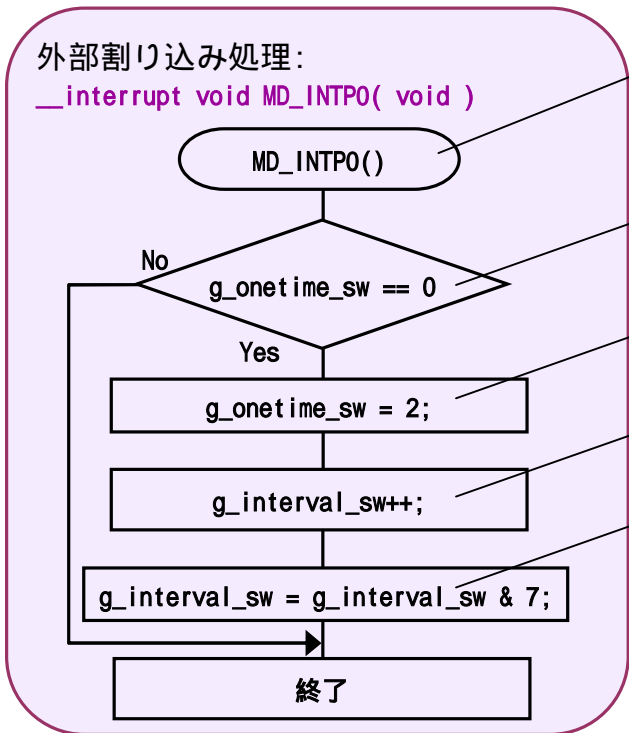 外部割り込み処理:
__interrupt void MD_INTP0( void )
MD_INTP0()
No
g_onetime_sw == 0
Yes
g_onetime_sw = 2;
g_interval_sw++;
g_interval_sw = g_interval_sw & 7;
終了